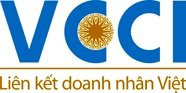 VCCI
Liên kết doanh nhân Việt